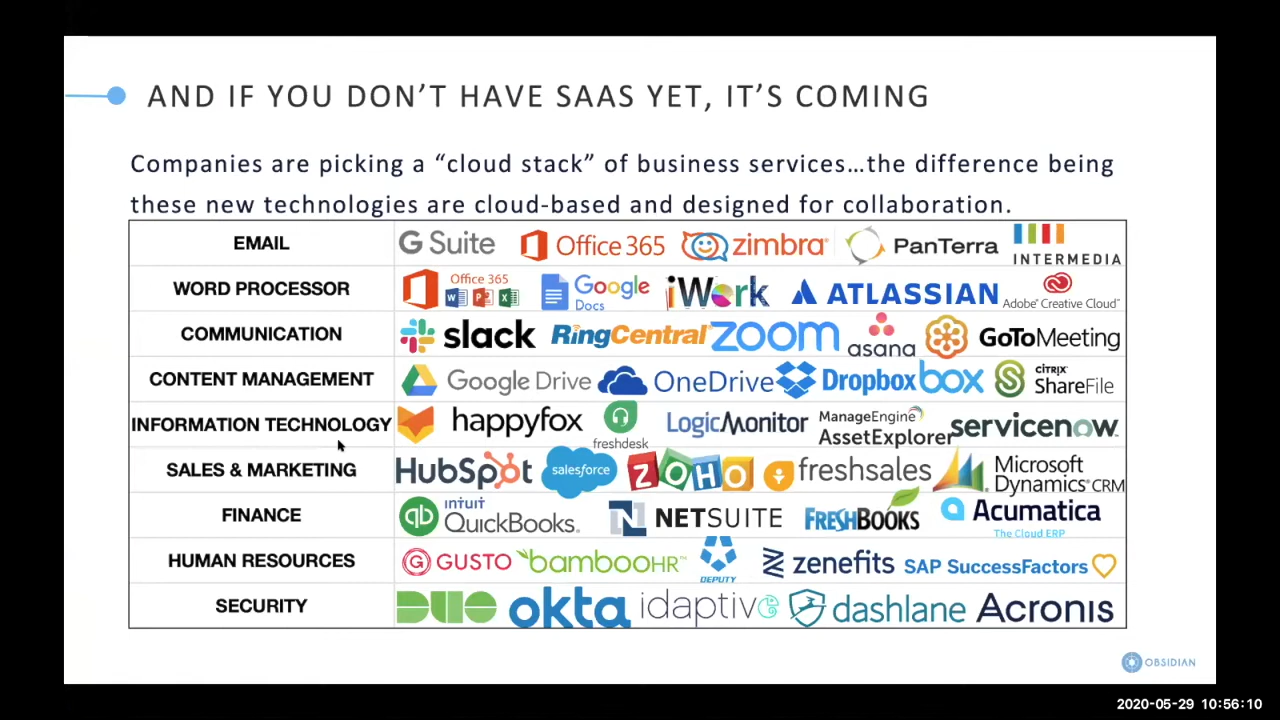 AND IF YOU DON'T HAVE SAAS YET, IT'S COMING
Companies are picking a “cloud stack” of business services...the difference being
these new technologies are cloud-based and designed for collaboration.
EMAIL G Suite Office 365 zimbra PanTerra INTERMEDIA
WORD PROCESSOR Office 365 W P X Google Docs iWork ATLASSIAN Adobe® Creative Cloud™
COMMUNICATION slack RingCentral® zoom asana GoToMeeting
CONTENT MANAGEMENT Google Drive OneDrive Dropbox box CITRIX® ShareFile
INFORMATION TECHNOLOGY happyfox freshdesk LogicMonitor ManageEngine AssetExplorer servicenow.
SALES & MARKETING HubSpot salesforce ZOHO freshsales Microsoft Dynamics® CRM
FINANCE qb INTUIT QuickBooks. N NETSUITE FRESHBOOKS a Acumatica The Cloud ERP
HUMAN RESOURCES G GUSTO bambooHR™ DEPUTY zenefits SAP SuccessFactors
SECURITY DUO okta idaptive dashlane Acronis
OBSIDIAN
2020-05-29 10:56:10